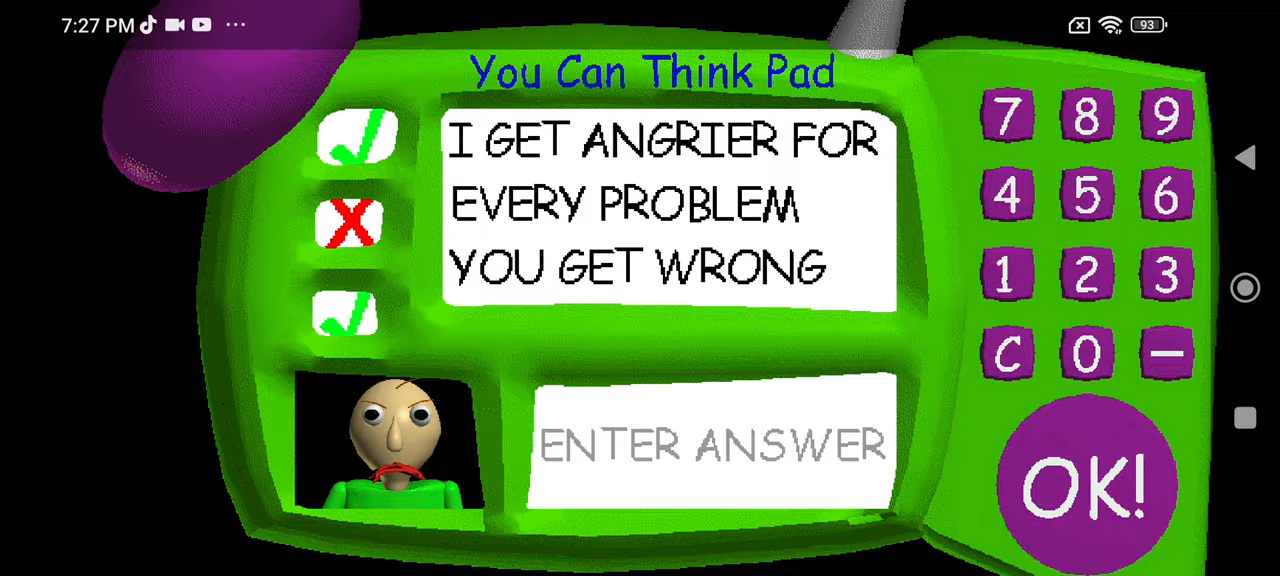 7:27 PM
93
You Can Think Pad
I GET ANGRIER FOR
EVERY PROBLEM
YOU GET WRONG
ENTER ANSWER
7 8 9
4 5 6
1 2 3
C 0 —
OK!